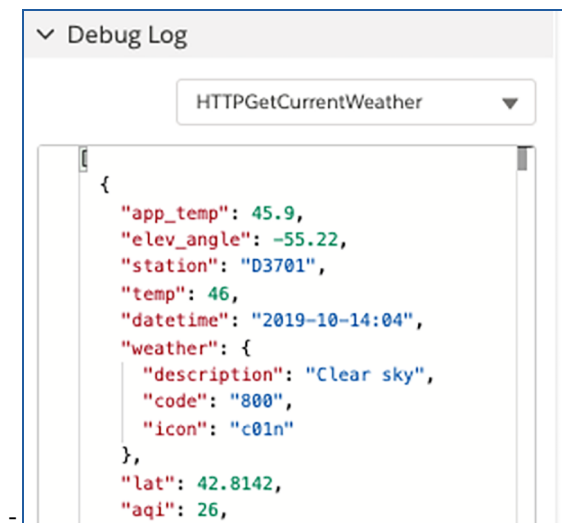 Debug Log
HTTPGetCurrentWeather
[
{
"app_temp": 45.9,
"elev_angle": -55.22,
"station": "D3701",
"temp": 46,
"datetime": "2019-10-14:04",
"weather": {
"description": "Clear sky",
"code": "800",
"icon": "c01n"
},
"lat": 42.8142,
"aqi": 26,
-